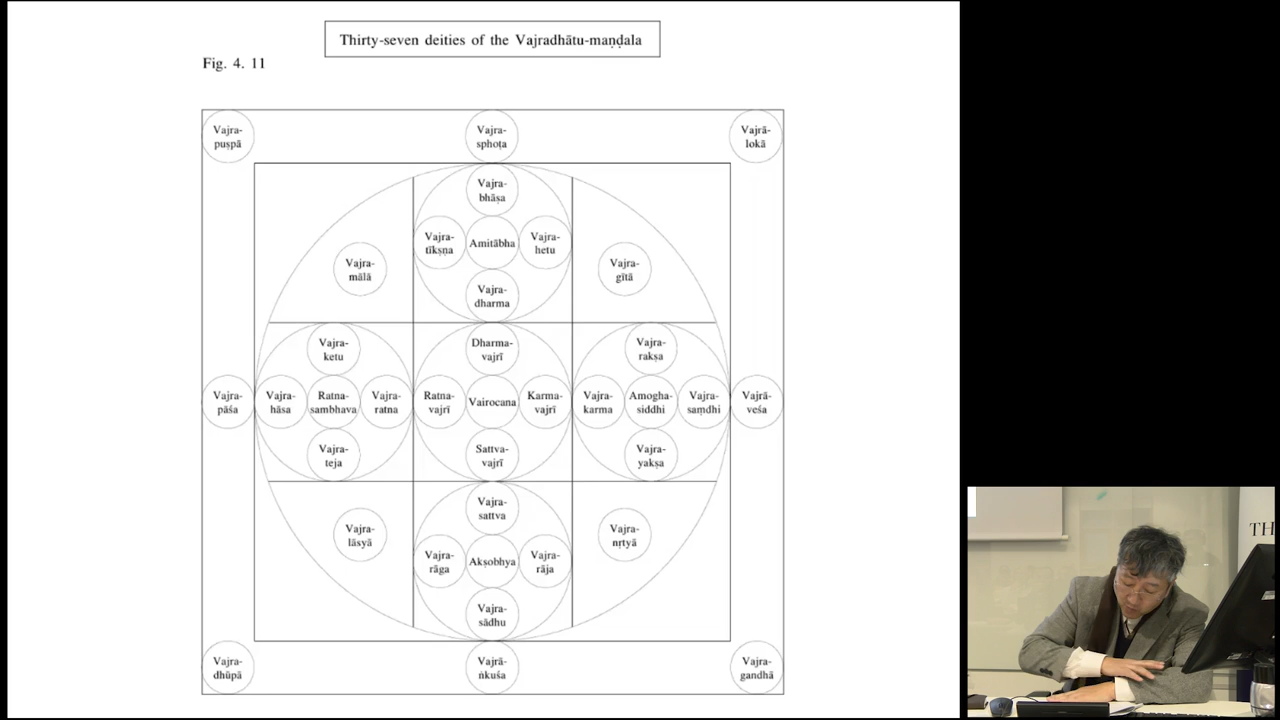 Thirty-seven deities of the Vajradhātu-maṇḍala
Fig. 4. 11
Vajra-
puṣpā
Vajra-
sphoṭa
Vajrā-
lokā
Vajra-
bhāṣa
Vajra-
tīkṣṇa
Amitābha
Vajra-
hetu
Vajra-
mālā
Vajra-
gītā
Vajra-
dharma
Vajra-
ketu
Dharma-
vajrī
Vajra-
rakṣa
Vajra-
pāśa
Vajra-
hāsa
Ratna-
sambhava
Vajra-
ratna
Ratna-
vajrī
Vairocana
Karma-
vajrī
Vajra-
karma
Amogha-
siddhi
Vajra-
saṃdhi
Vajrā-
veśa
Vajra-
teja
Sattva-
vajrī
Vajra-
yakṣa
Vajra-
sattva
Vajra-
lāsyā
Vajra-
nṛtyā
Vajra-
rāga
Akṣobhya
Vajra-
rāja
Vajra-
sādhu
Vajra-
dhūpā
Vajrā-
ṅkuśa
Vajra-
gandhā
TH